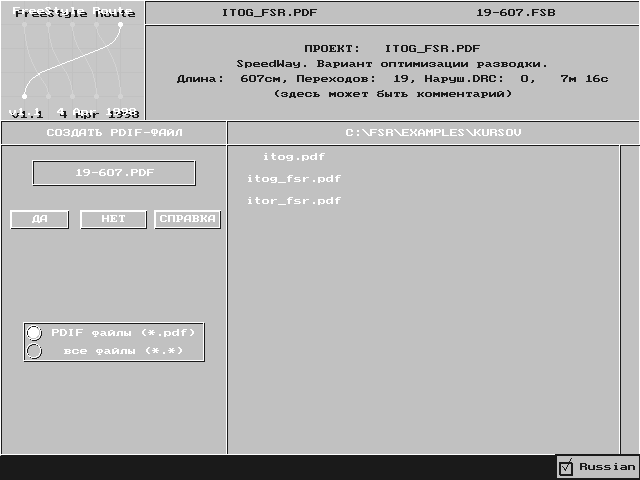 FreeStyle Route
v1.1 4 Apr 1998
ITOG_FSR.PDF 19-607.FSB
ПРОЕКТ: ITOG_FSR.PDF
SpeedWay. Вариант оптимизации разводки.
Длина: 607см, Переходов: 19, Наруш.DRC: 0, 7м 16с
(здесь может быть комментарий)
СОЗДАТЬ PDIF-ФАЙЛ
C:\FSR\EXAMPLES\KURSOV
19-607.PDF
ДА НЕТ СПРАВКА
itog.pdf
itog_fsr.pdf
itor_fsr.pdf
PDIF файлы (*.pdf)
все файлы (*.*)
Russian